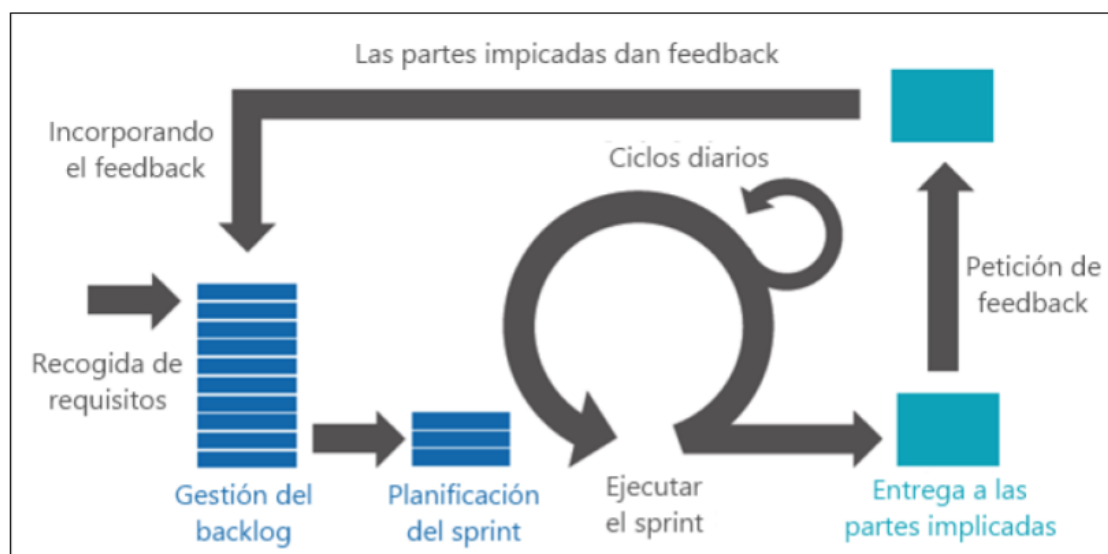 Las partes impicadas dan feedback
Incorporando
el feedback
Ciclos diarios
Petición de
feedback
Recogida de
requisitos
Gestión del
backlog
Planificación
del sprint
Ejecutar
el sprint
Entrega a las
partes implicadas